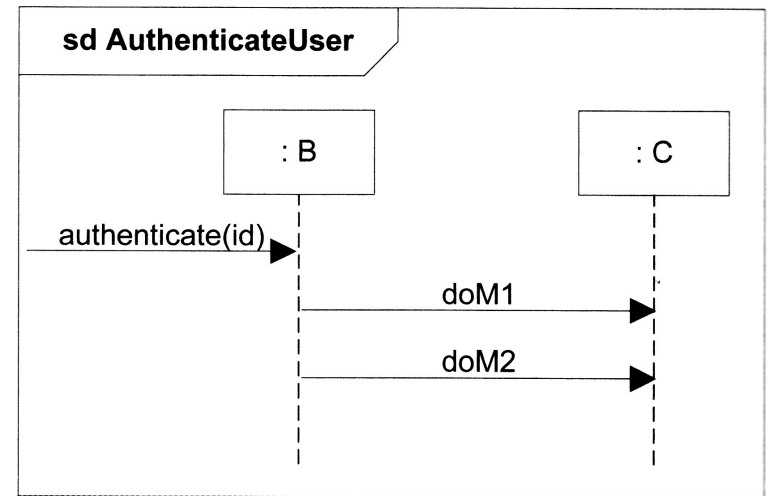 sd AuthenticateUser
: B
: C
authenticate(id)
doM1
doM2